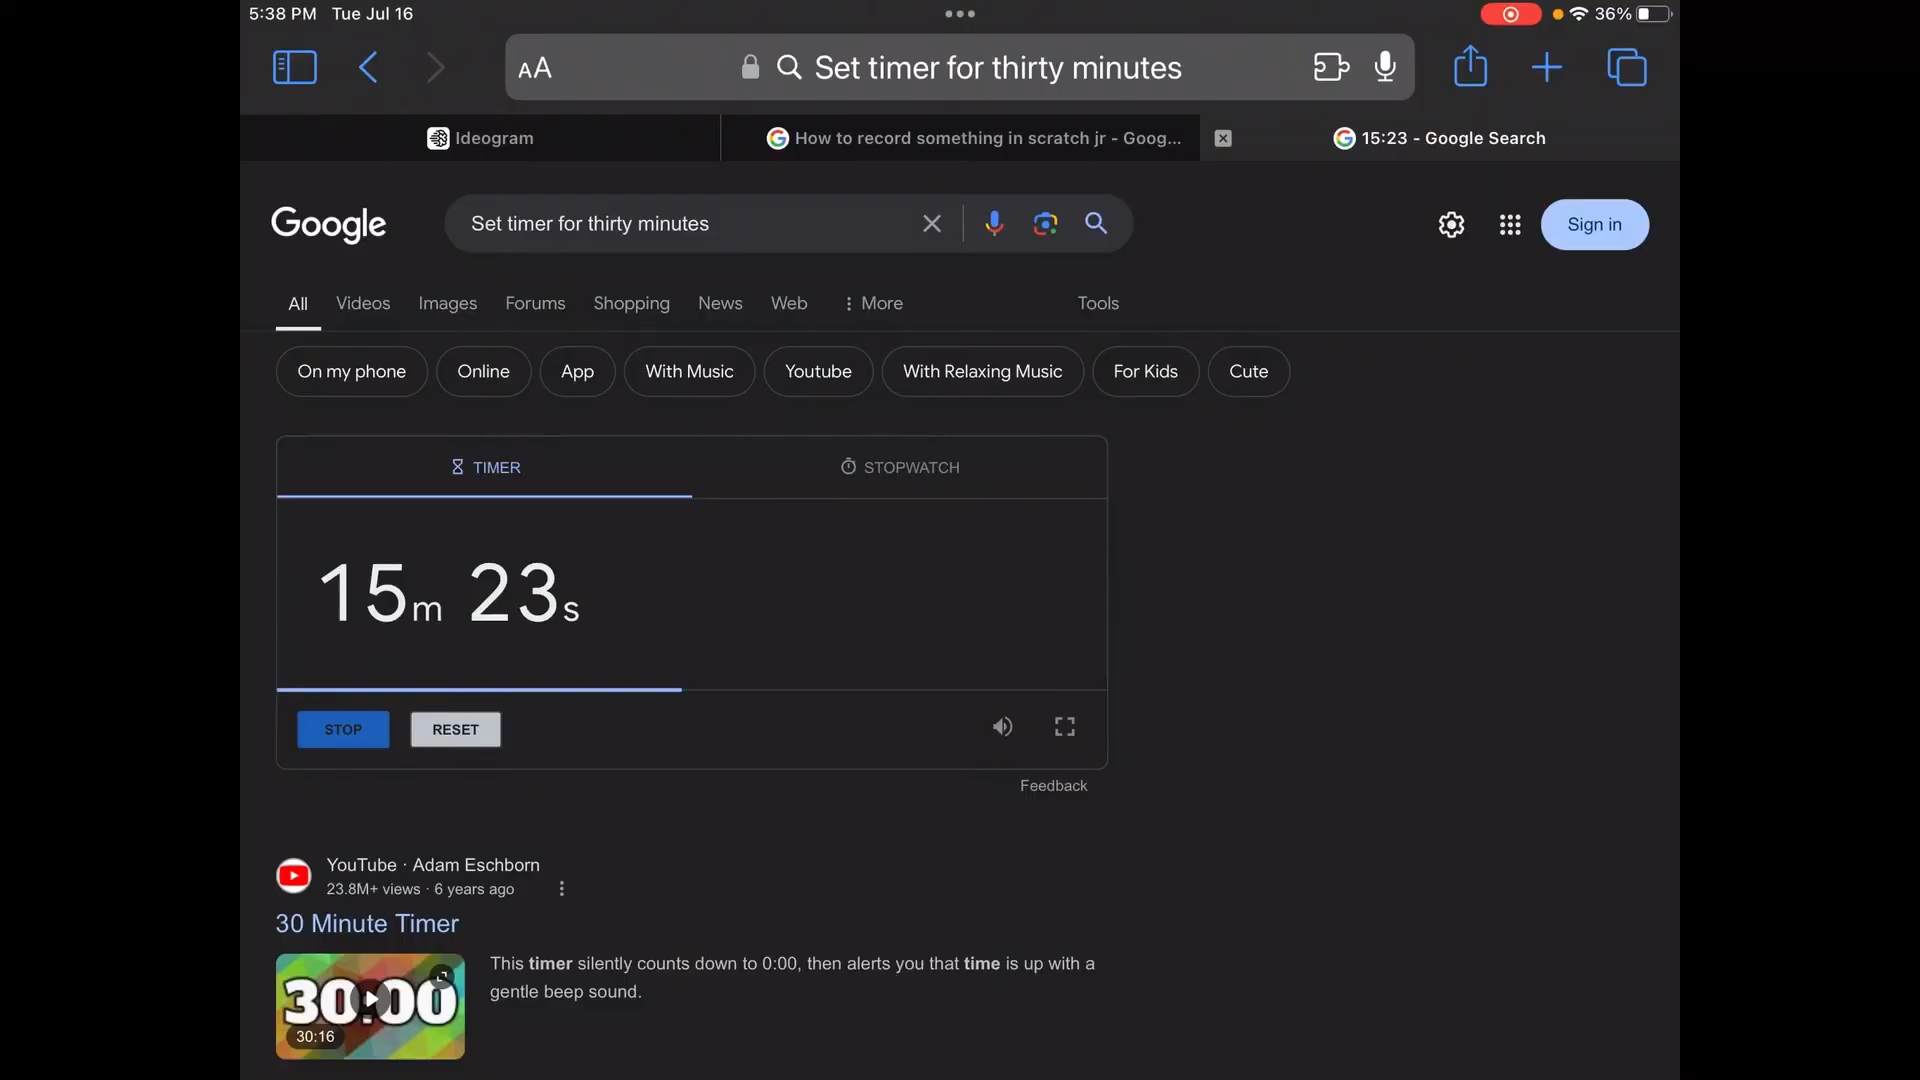 5:38 PM Tue Jul 16
36%
AA Set timer for thirty minutes
Ideogram
How to record something in scratch jr - Goog...
15:23 - Google Search
Google
Set timer for thirty minutes
Sign in
All Videos Images Forums Shopping News Web More Tools
On my phone Online App With Music Youtube With Relaxing Music For Kids Cute
TIMER STOPWATCH
15m 23s
STOP RESET
Feedback
YouTube · Adam Eschborn
23.8M+ views · 6 years ago
30 Minute Timer
This timer silently counts down to 0:00, then alerts you that time is up with a
gentle beep sound.
30:00
30:16